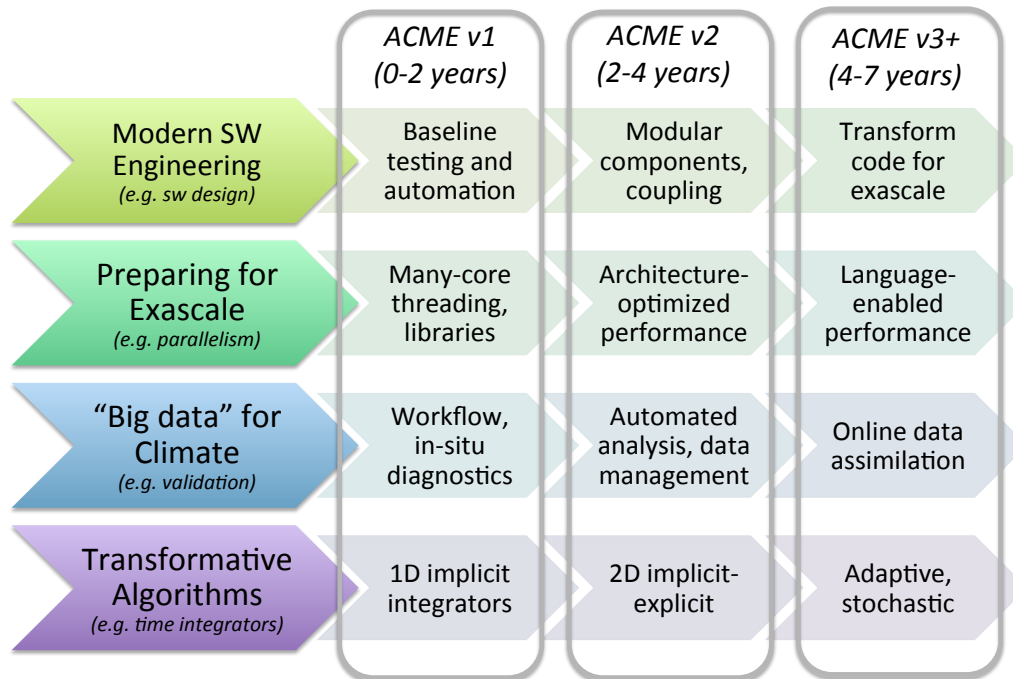 ACME v1
(0-2 years)
ACME v2
(2-4 years)
ACME v3+
(4-7 years)
Modern SW
Engineering
(e.g. sw design)
Baseline
testing and
automation
Modular
components,
coupling
Transform
code for
exascale
Preparing for
Exascale
(e.g. parallelism)
Many-core
threading,
libraries
Architecture-
optimized
performance
Language-
enabled
performance
“Big data” for
Climate
(e.g. validation)
Workflow,
in-situ
diagnostics
Automated
analysis, data
management
Online data
assimilation
Transformative
Algorithms
(e.g. time integrators)
1D implicit
integrators
2D implicit-
explicit
Adaptive,
stochastic